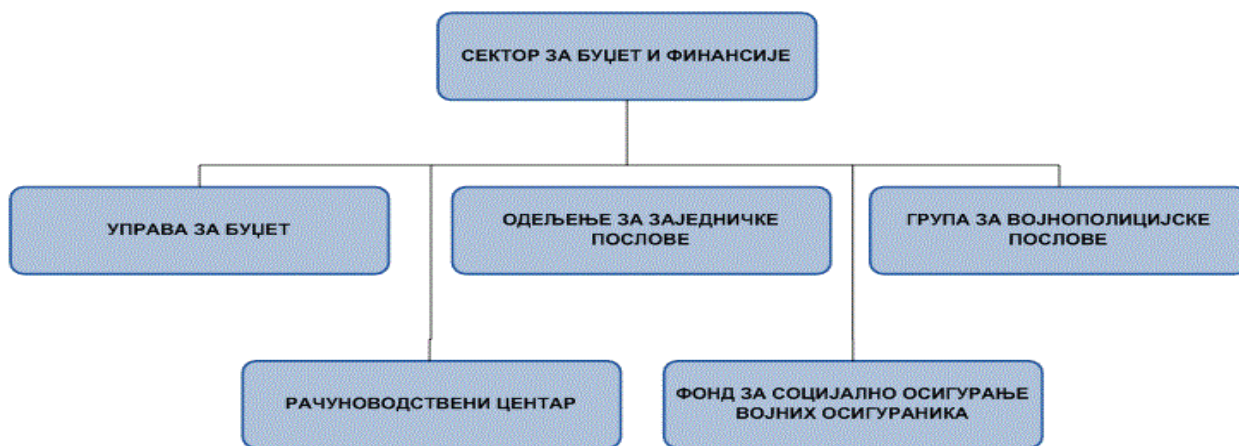 СЕКТОР ЗА БУЏЕТ И ФИНАНСИЈЕ
УПРАВА ЗА БУЏЕТ
ОДЕЉЕЊЕ ЗА ЗАЈЕДНИЧКЕ
ПОСЛОВЕ
ГРУПА ЗА ВОЈНОПОЛИЦИЈСКЕ
ПОСЛОВЕ
РАЧУНОВОДСТВЕНИ ЦЕНТАР
ФОНД ЗА СОЦИЈАЛНО ОСИГУРАЊЕ
ВОЈНИХ ОСИГУРАНИКА